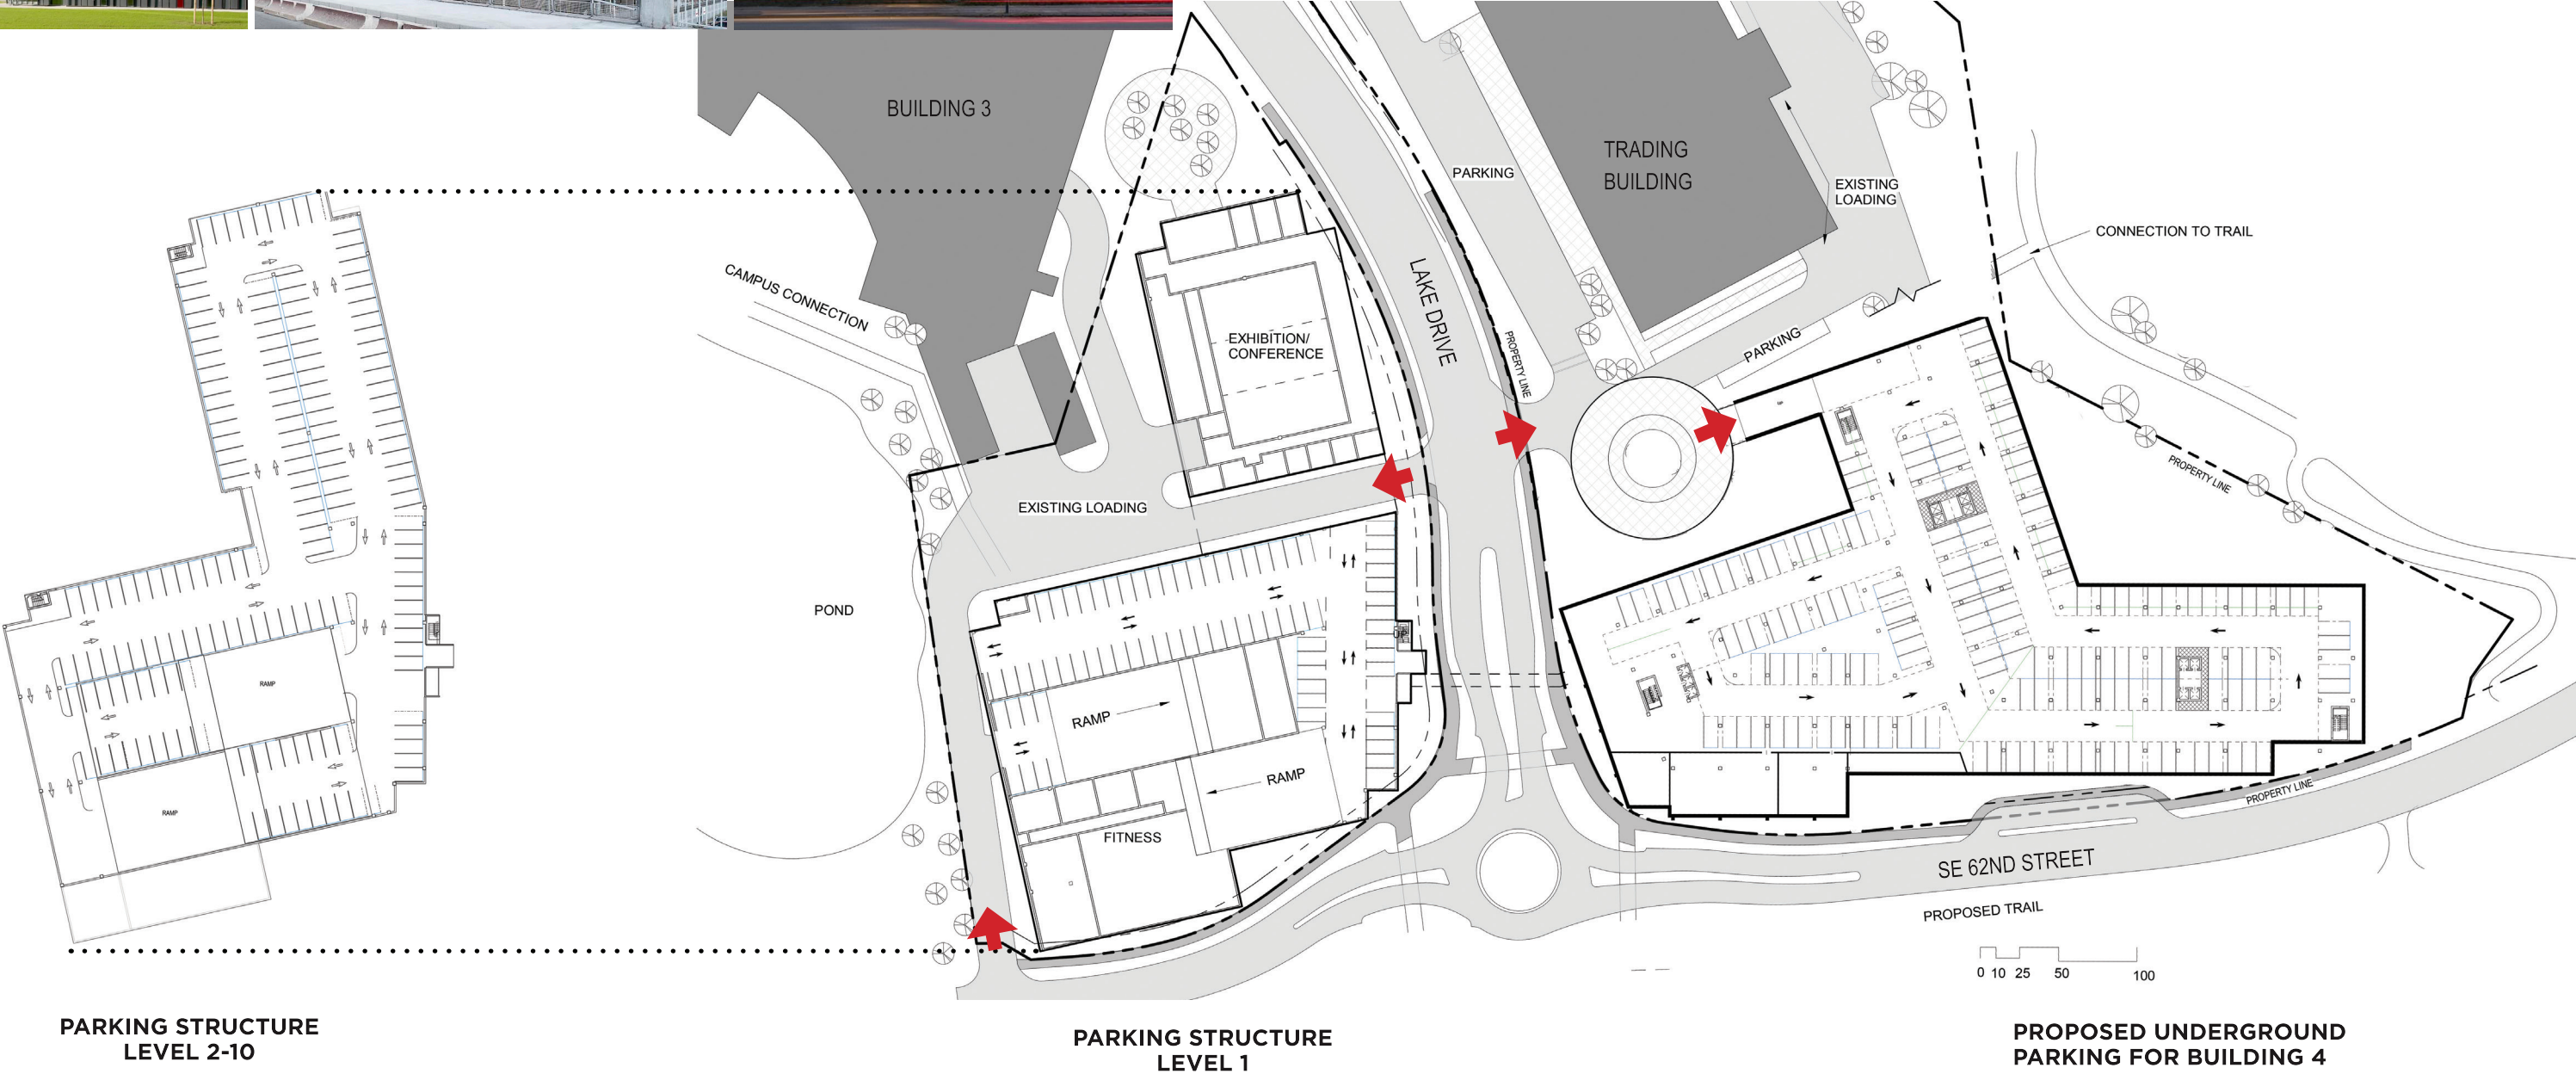 BUILDING 3
TRADING
BUILDING
PARKING
EXISTING
LOADING
CONNECTION TO TRAIL
CAMPUS CONNECTION
LAKE DRIVE
EXHIBITION/
CONFERENCE
PROPERTY LINE
PARKING
PROPERTY LINE
EXISTING LOADING
POND
RAMP
RAMP
RAMP
RAMP
FITNESS
PROPERTY LINE
SE 62ND STREET
PROPOSED TRAIL
0 10 25 50 100
PARKING STRUCTURE
LEVEL 2-10
PARKING STRUCTURE
LEVEL 1
PROPOSED UNDERGROUND
PARKING FOR BUILDING 4